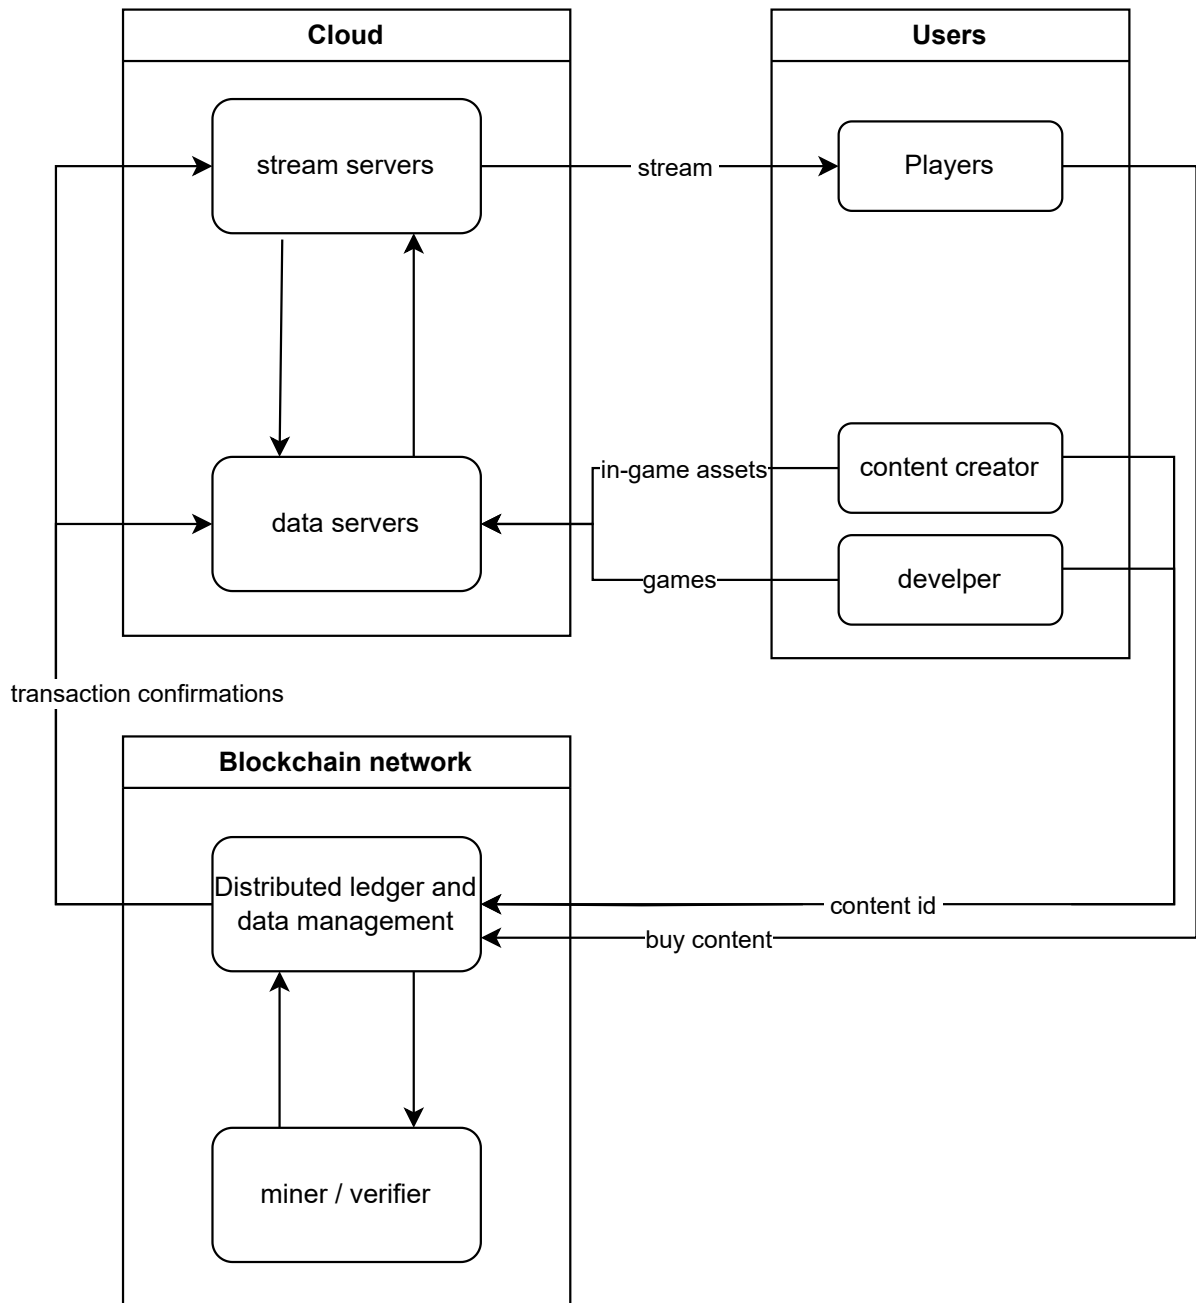 Cloud
Users
stream servers
stream
Players
in-game assets
content creator
data servers
games
develper
transaction confirmations
Blockchain network
Distributed ledger and
data management
content id
buy content
miner / verifier